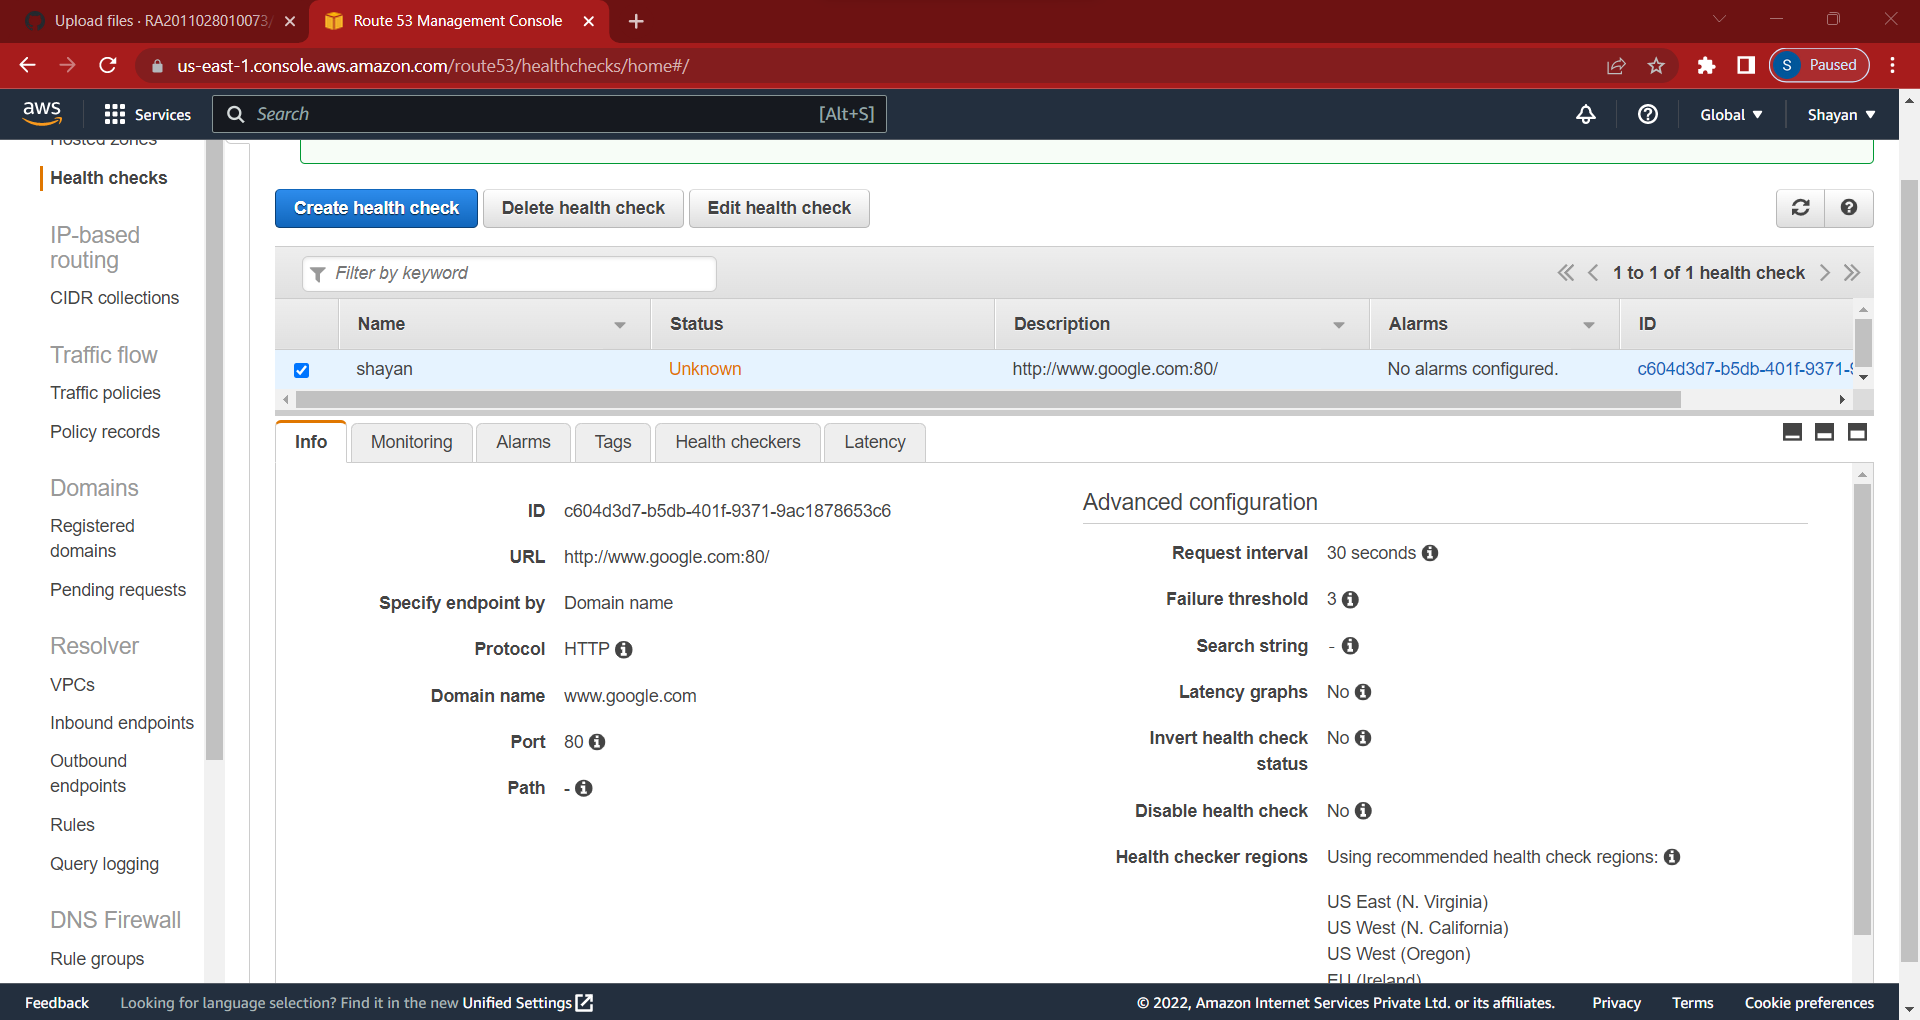 Upload files · RA2011028010073/
Route 53 Management Console
us-east-1.console.aws.amazon.com/route53/healthchecks/home#/
S Paused
aws
Services
Search
[Alt+S]
Global
Shayan
Hosted zones
Health checks
IP-based
routing
CIDR collections
Traffic flow
Traffic policies
Policy records
Domains
Registered
domains
Pending requests
Resolver
VPCs
Inbound endpoints
Outbound
endpoints
Rules
Query logging
DNS Firewall
Rule groups
Create health check
Delete health check
Edit health check
Filter by keyword
1 to 1 of 1 health check
Name Status Description Alarms ID
shayan Unknown http://www.google.com:80/ No alarms configured. c604d3d7-b5db-401f-9371-9
Info Monitoring Alarms Tags Health checkers Latency
ID c604d3d7-b5db-401f-9371-9ac1878653c6
URL http://www.google.com:80/
Specify endpoint by Domain name
Protocol HTTP
Domain name www.google.com
Port 80
Path -
Advanced configuration
Request interval 30 seconds
Failure threshold 3
Search string -
Latency graphs No
Invert health check
status No
Disable health check No
Health checker regions Using recommended health check regions:
US East (N. Virginia)
US West (N. California)
US West (Oregon)
EU (Ireland)
Feedback
Looking for language selection? Find it in the new Unified Settings
© 2022, Amazon Internet Services Private Ltd. or its affiliates.
Privacy
Terms
Cookie preferences